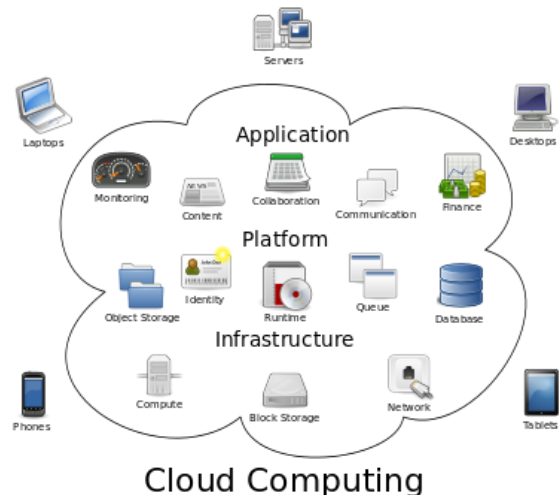 Servers
Laptops
Desktops
Application
Monitoring
Content
Collaboration
Communication
Finance
Platform
Object Storage
Identity
Runtime
Queue
Database
Infrastructure
Compute
Block Storage
Network
Phones
Tablets
Cloud Computing